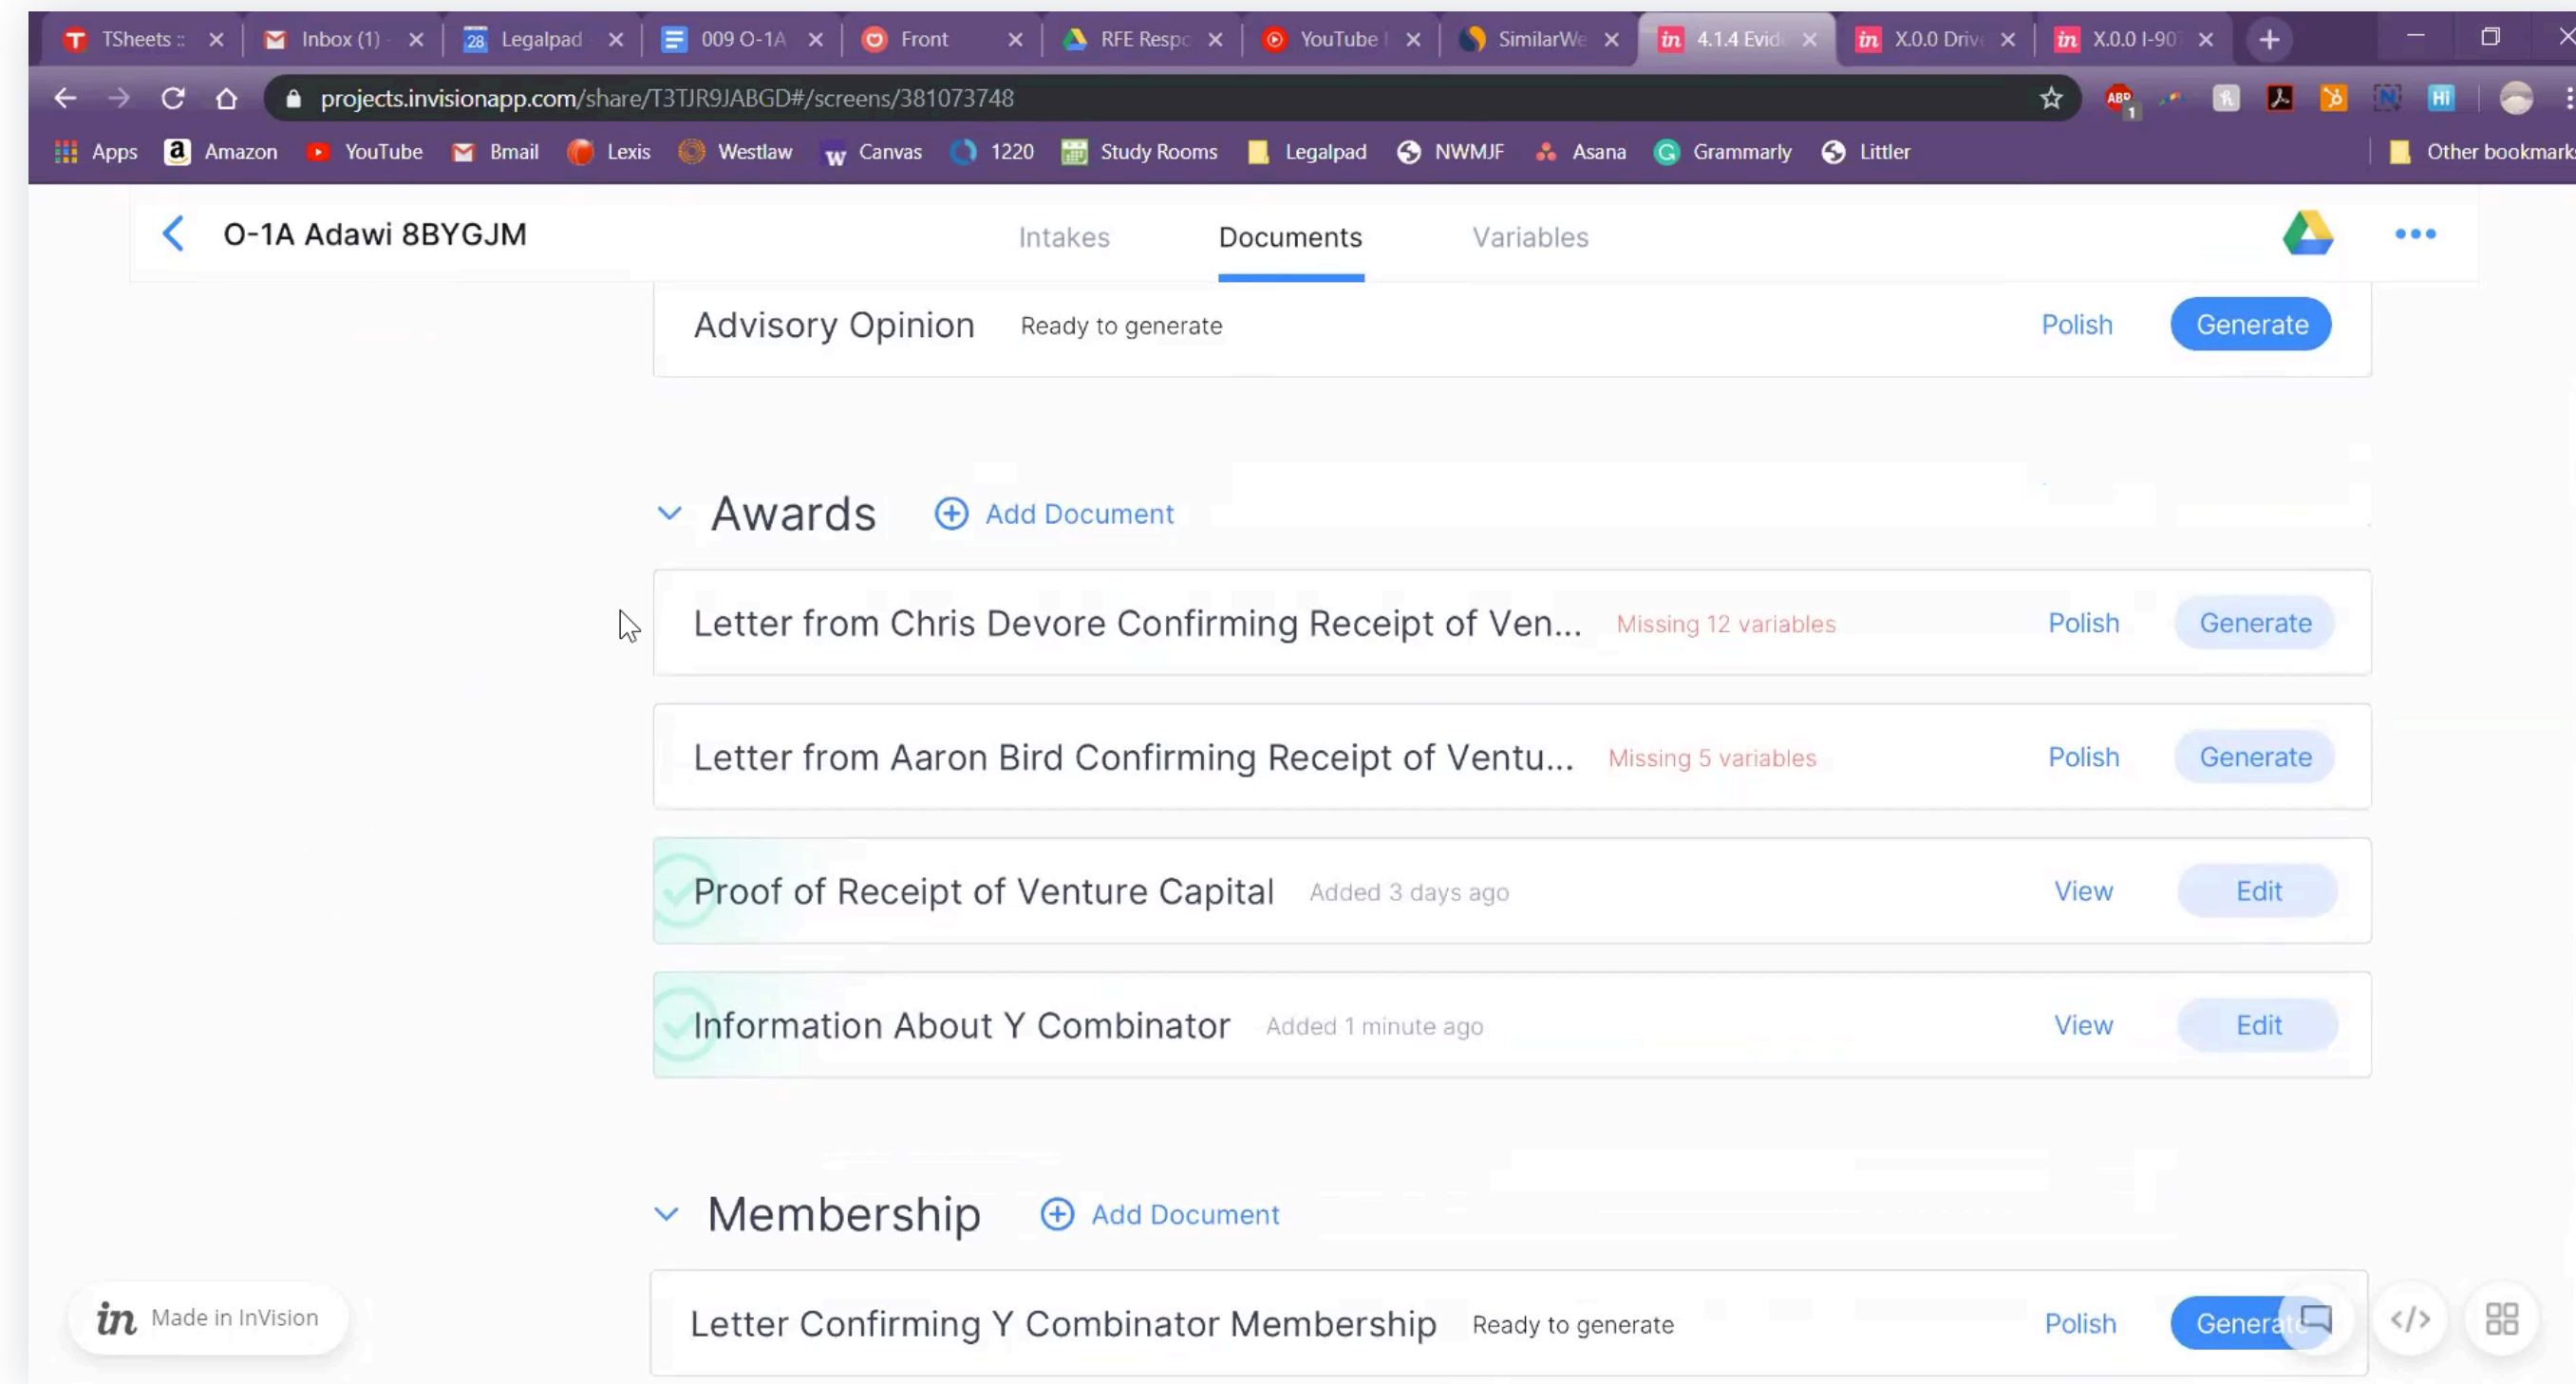 TSheets :: Inbox (1) - Legalpad 009 O-1A Front RFE Respo YouTube SimilarWe 4.1.4 Evid X.0.0 Drive X.0.0 I-907
projects.invisionapp.com/share/T3TJR9JABGD#/screens/381073748
Apps Amazon YouTube Bmail Lexis Westlaw Canvas 1220 Study Rooms Legalpad NWMJF Asana Grammarly Littler Other bookmarks
O-1A Adawi 8BYGJM Intakes Documents Variables
Advisory Opinion Ready to generate Polish Generate
Awards Add Document
Letter from Chris Devore Confirming Receipt of Ven... Missing 12 variables Polish Generate
Letter from Aaron Bird Confirming Receipt of Ventu... Missing 5 variables Polish Generate
Proof of Receipt of Venture Capital Added 3 days ago View Edit
Information About Y Combinator Added 1 minute ago View Edit
Membership Add Document
Letter Confirming Y Combinator Membership Ready to generate Polish Generate
in Made in InVision